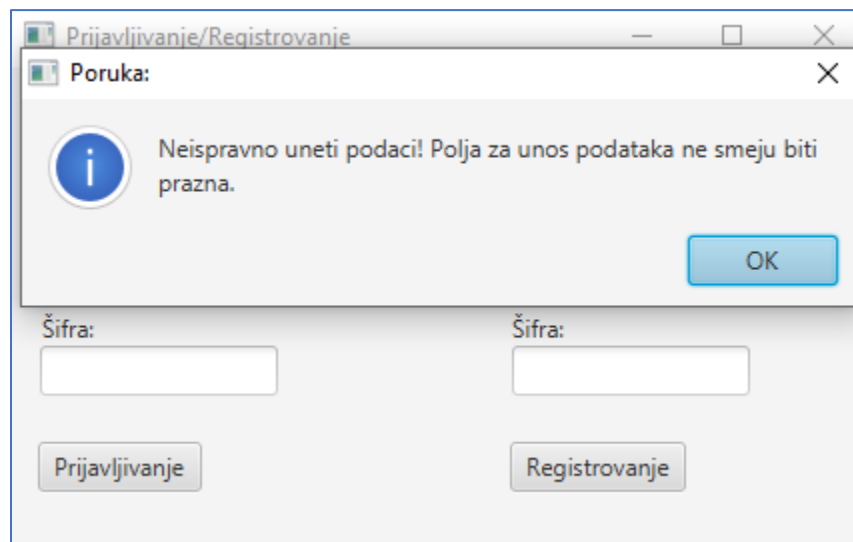 Prijavljivanje/Registrovanje
Poruka:
Neispravno uneti podaci! Polja za unos podataka ne smeju biti
prazna.
OK
Šifra:
Šifra:
Prijavljivanje
Registrovanje